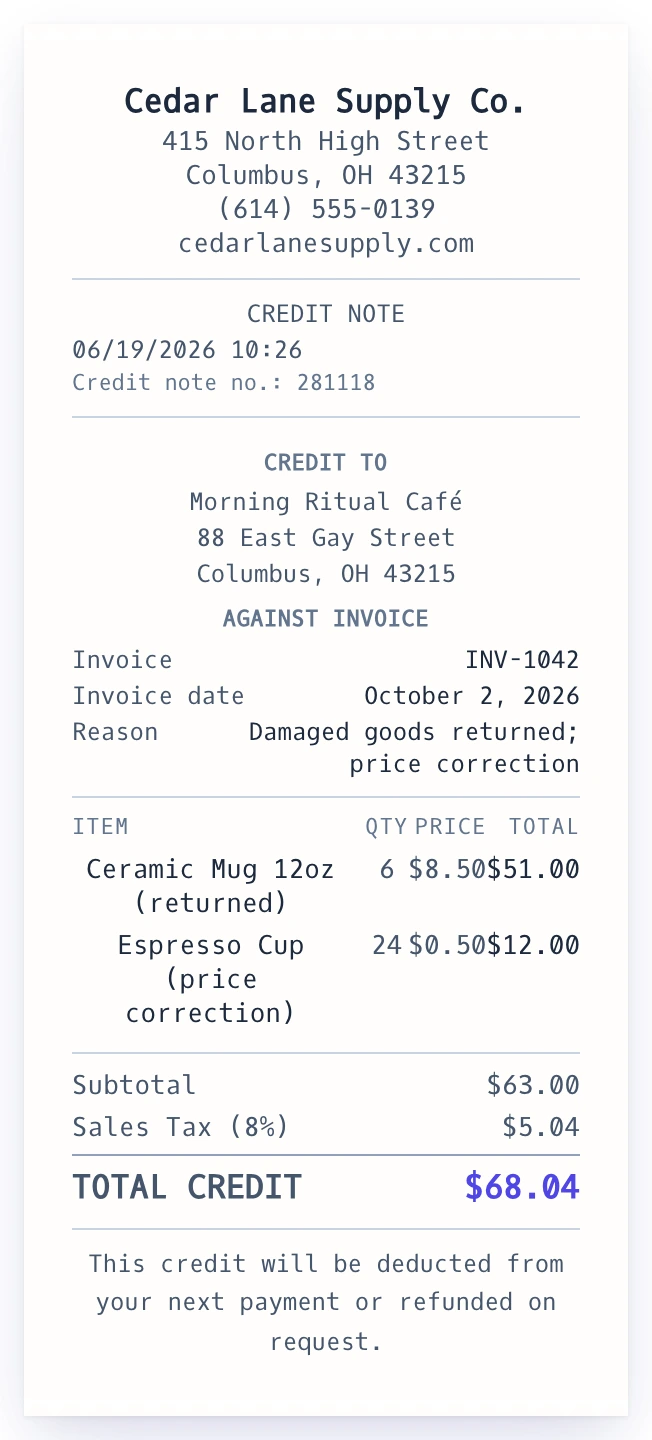 Cedar Lane Supply Co.
415 North High Street
Columbus, OH 43215
(614) 555-0139
cedarlanesupply.com
CREDIT NOTE
06/19/2026 10:26
Credit note no.: 281118
CREDIT TO
Morning Ritual Café
88 East Gay Street
Columbus, OH 43215
AGAINST INVOICE
Invoice INV-1042
Invoice date October 2, 2026
Reason Damaged goods returned;
price correction
ITEM QTY PRICE TOTAL
Ceramic Mug 12oz 6 $8.50 $51.00
(returned)
Espresso Cup 24 $0.50 $12.00
(price
correction)
Subtotal $63.00
Sales Tax (8%) $5.04
TOTAL CREDIT $68.04
This credit will be deducted from
your next payment or refunded on
request.